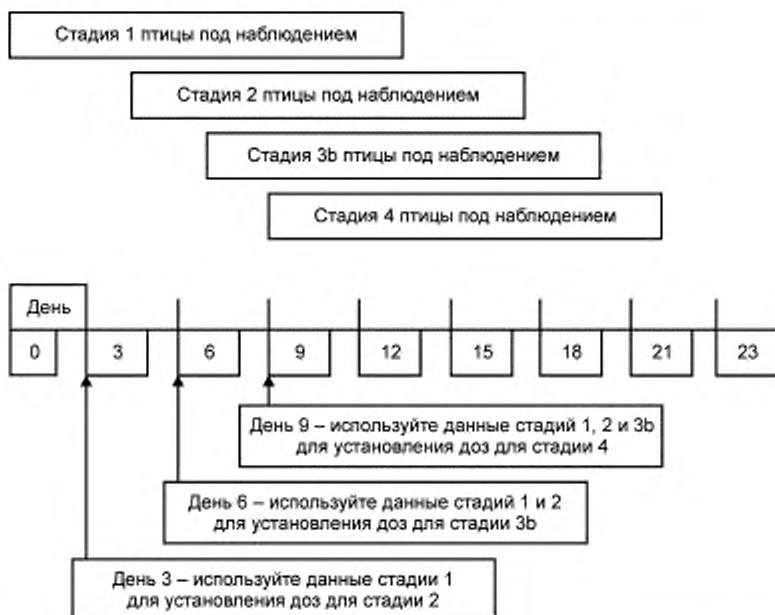 Стадия 1 птицы под наблюдением
Стадия 2 птицы под наблюдением
Стадия 3b птицы под наблюдением
Стадия 4 птицы под наблюдением
День
0 3 6 9 12 15 18 21 23
День 9 – используйте данные стадий 1, 2 и 3b
для установления доз для стадии 4
День 6 – используйте данные стадий 1 и 2
для установления доз для стадии 3b
День 3 – используйте данные стадии 1
для установления доз для стадии 2